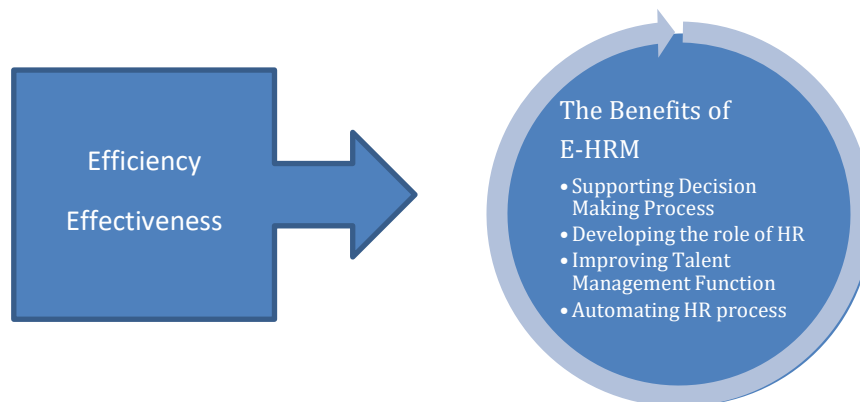 Efficiency
Effectiveness
The Benefits of
E-HRM
•Supporting Decision
Making Process
•Developing the role of HR
•Improving Talent
Management Function
•Automating HR process